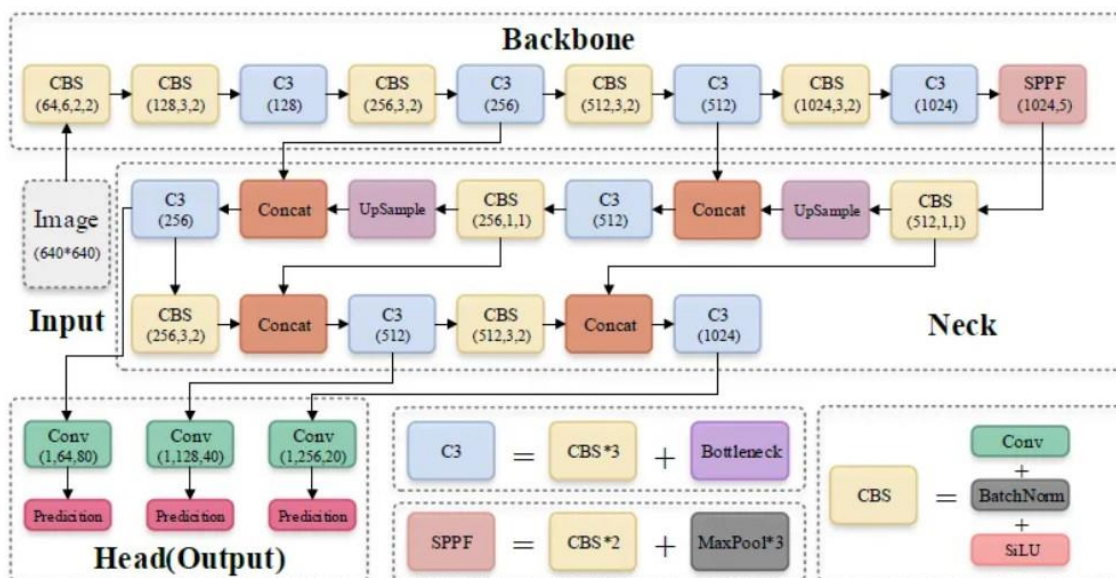 Backbone
CBS
(64,6,2,2)
CBS
(128,3,2)
C3
(128)
CBS
(256,3,2)
C3
(256)
CBS
(512,3,2)
C3
(512)
CBS
(1024,3,2)
C3
(1024)
SPPF
(1024,5)
Image
(640*640)
Input
C3
(256)
Concat
UpSample
CBS
(256,1,1)
C3
(512)
Concat
UpSample
CBS
(512,1,1)
CBS
(256,3,2)
Concat
C3
(512)
CBS
(512,3,2)
Concat
C3
(1024)
Neck
Conv
(1,64,80)
Conv
(1,128,40)
Conv
(1,256,20)
Predicition
Predicition
Predicition
Head(Output)
C3 = CBS*3 + Bottleneck
SPPF = CBS*2 + MaxPool*3
CBS =
Conv
+
BatchNorm
+
SiLU